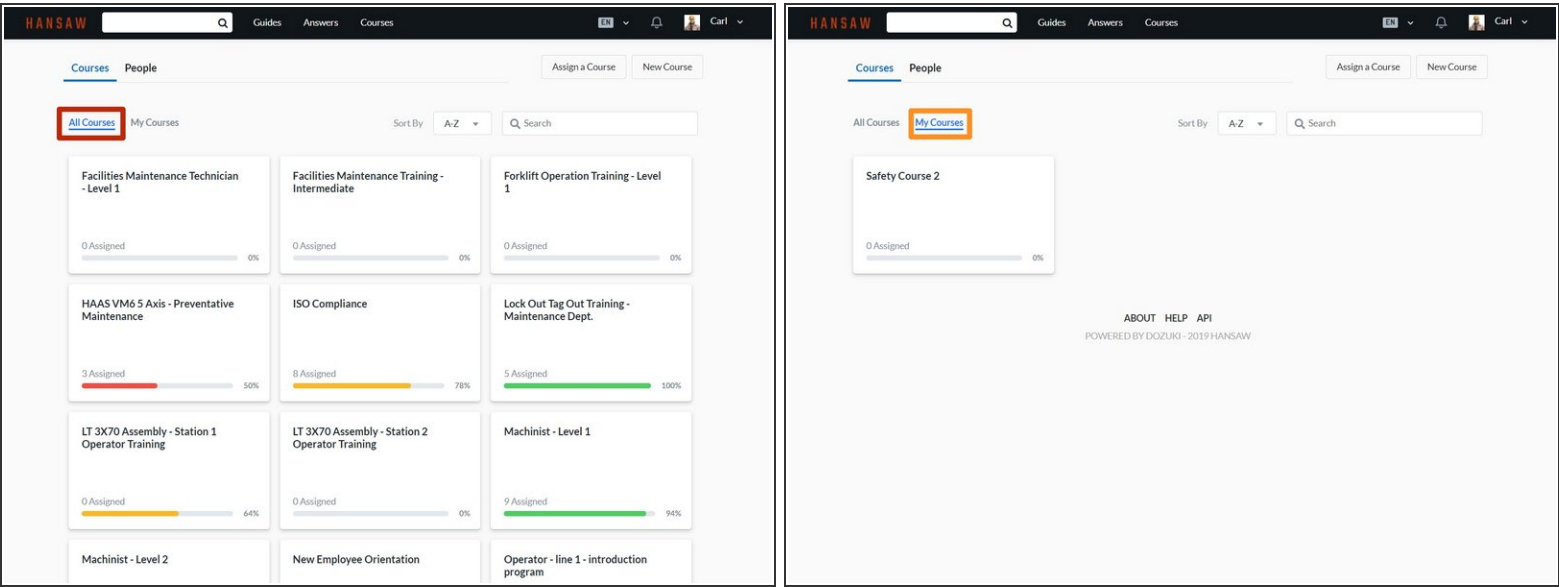 HANSAW Guides Answers Courses EN Carl
Courses People Assign a Course New Course
All Courses My Courses Sort By A-Z Search
Facilities Maintenance Technician
- Level 1
0 Assigned
0%
Facilities Maintenance Training -
Intermediate
0 Assigned
0%
Forklift Operation Training - Level
1
0 Assigned
0%
HAAS VM6 5 Axis - Preventative
Maintenance
3 Assigned
50%
ISO Compliance
8 Assigned
78%
Lock Out Tag Out Training -
Maintenance Dept.
5 Assigned
100%
LT 3X70 Assembly - Station 1
Operator Training
0 Assigned
64%
LT 3X70 Assembly - Station 2
Operator Training
0 Assigned
0%
Machinist - Level 1
9 Assigned
94%
Machinist - Level 2
New Employee Orientation
Operator - line 1 - introduction
program
HANSAW Guides Answers Courses EN Carl
Courses People Assign a Course New Course
All Courses My Courses Sort By A-Z Search
Safety Course 2
0 Assigned
0%
ABOUT HELP API
POWERED BY DOZUKI - 2019 HANSAW